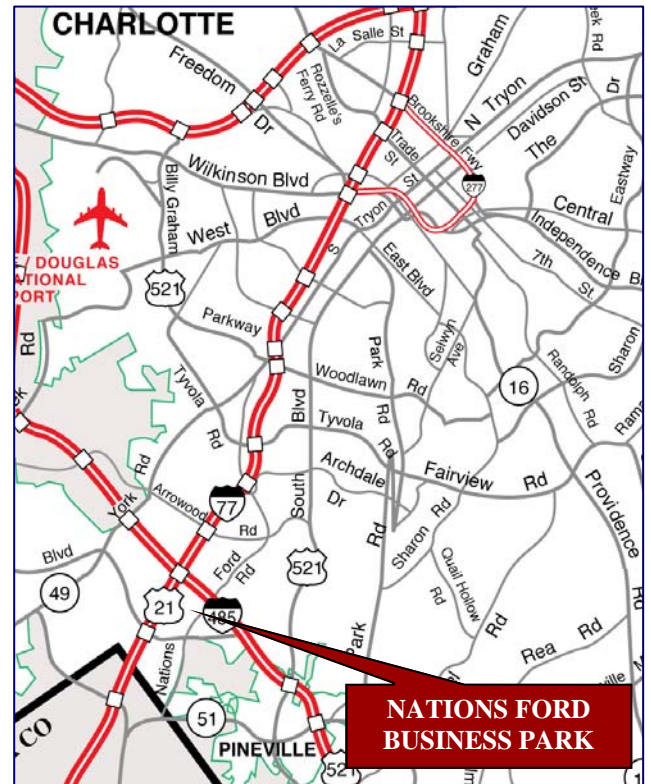 CHARLOTTE
La Salle St
Graham
Freedom Dr
Rozzelle's Ferry Rd
N Tryon
Davidson St
The
Dr
Brookshire Fwy
Trade St
Eastway
Wilkinson Blvd
277
Billy Graham
Central
West Blvd
S Tryon St
East Blvd
Independence
7th St.
DOUGLAS
521
Parkway
Selwyn Ave
Park Rd
Randolph Rd
Sharon
Woodlawn Rd
16
Rd
Tyvola Rd
Tyvola
South Blvd
Archdale Dr
Fairview Rd
Providence Rd
York Rd
Arrowood Rd
77
Sharon Rd
Quail Hollow Rd
Blvd
49
21
Nations Ford Rd
485
521
Park Rd
Rea Rd
Rd
51
PINEVILLE
521
CO
NATIONS FORD
BUSINESS PARK